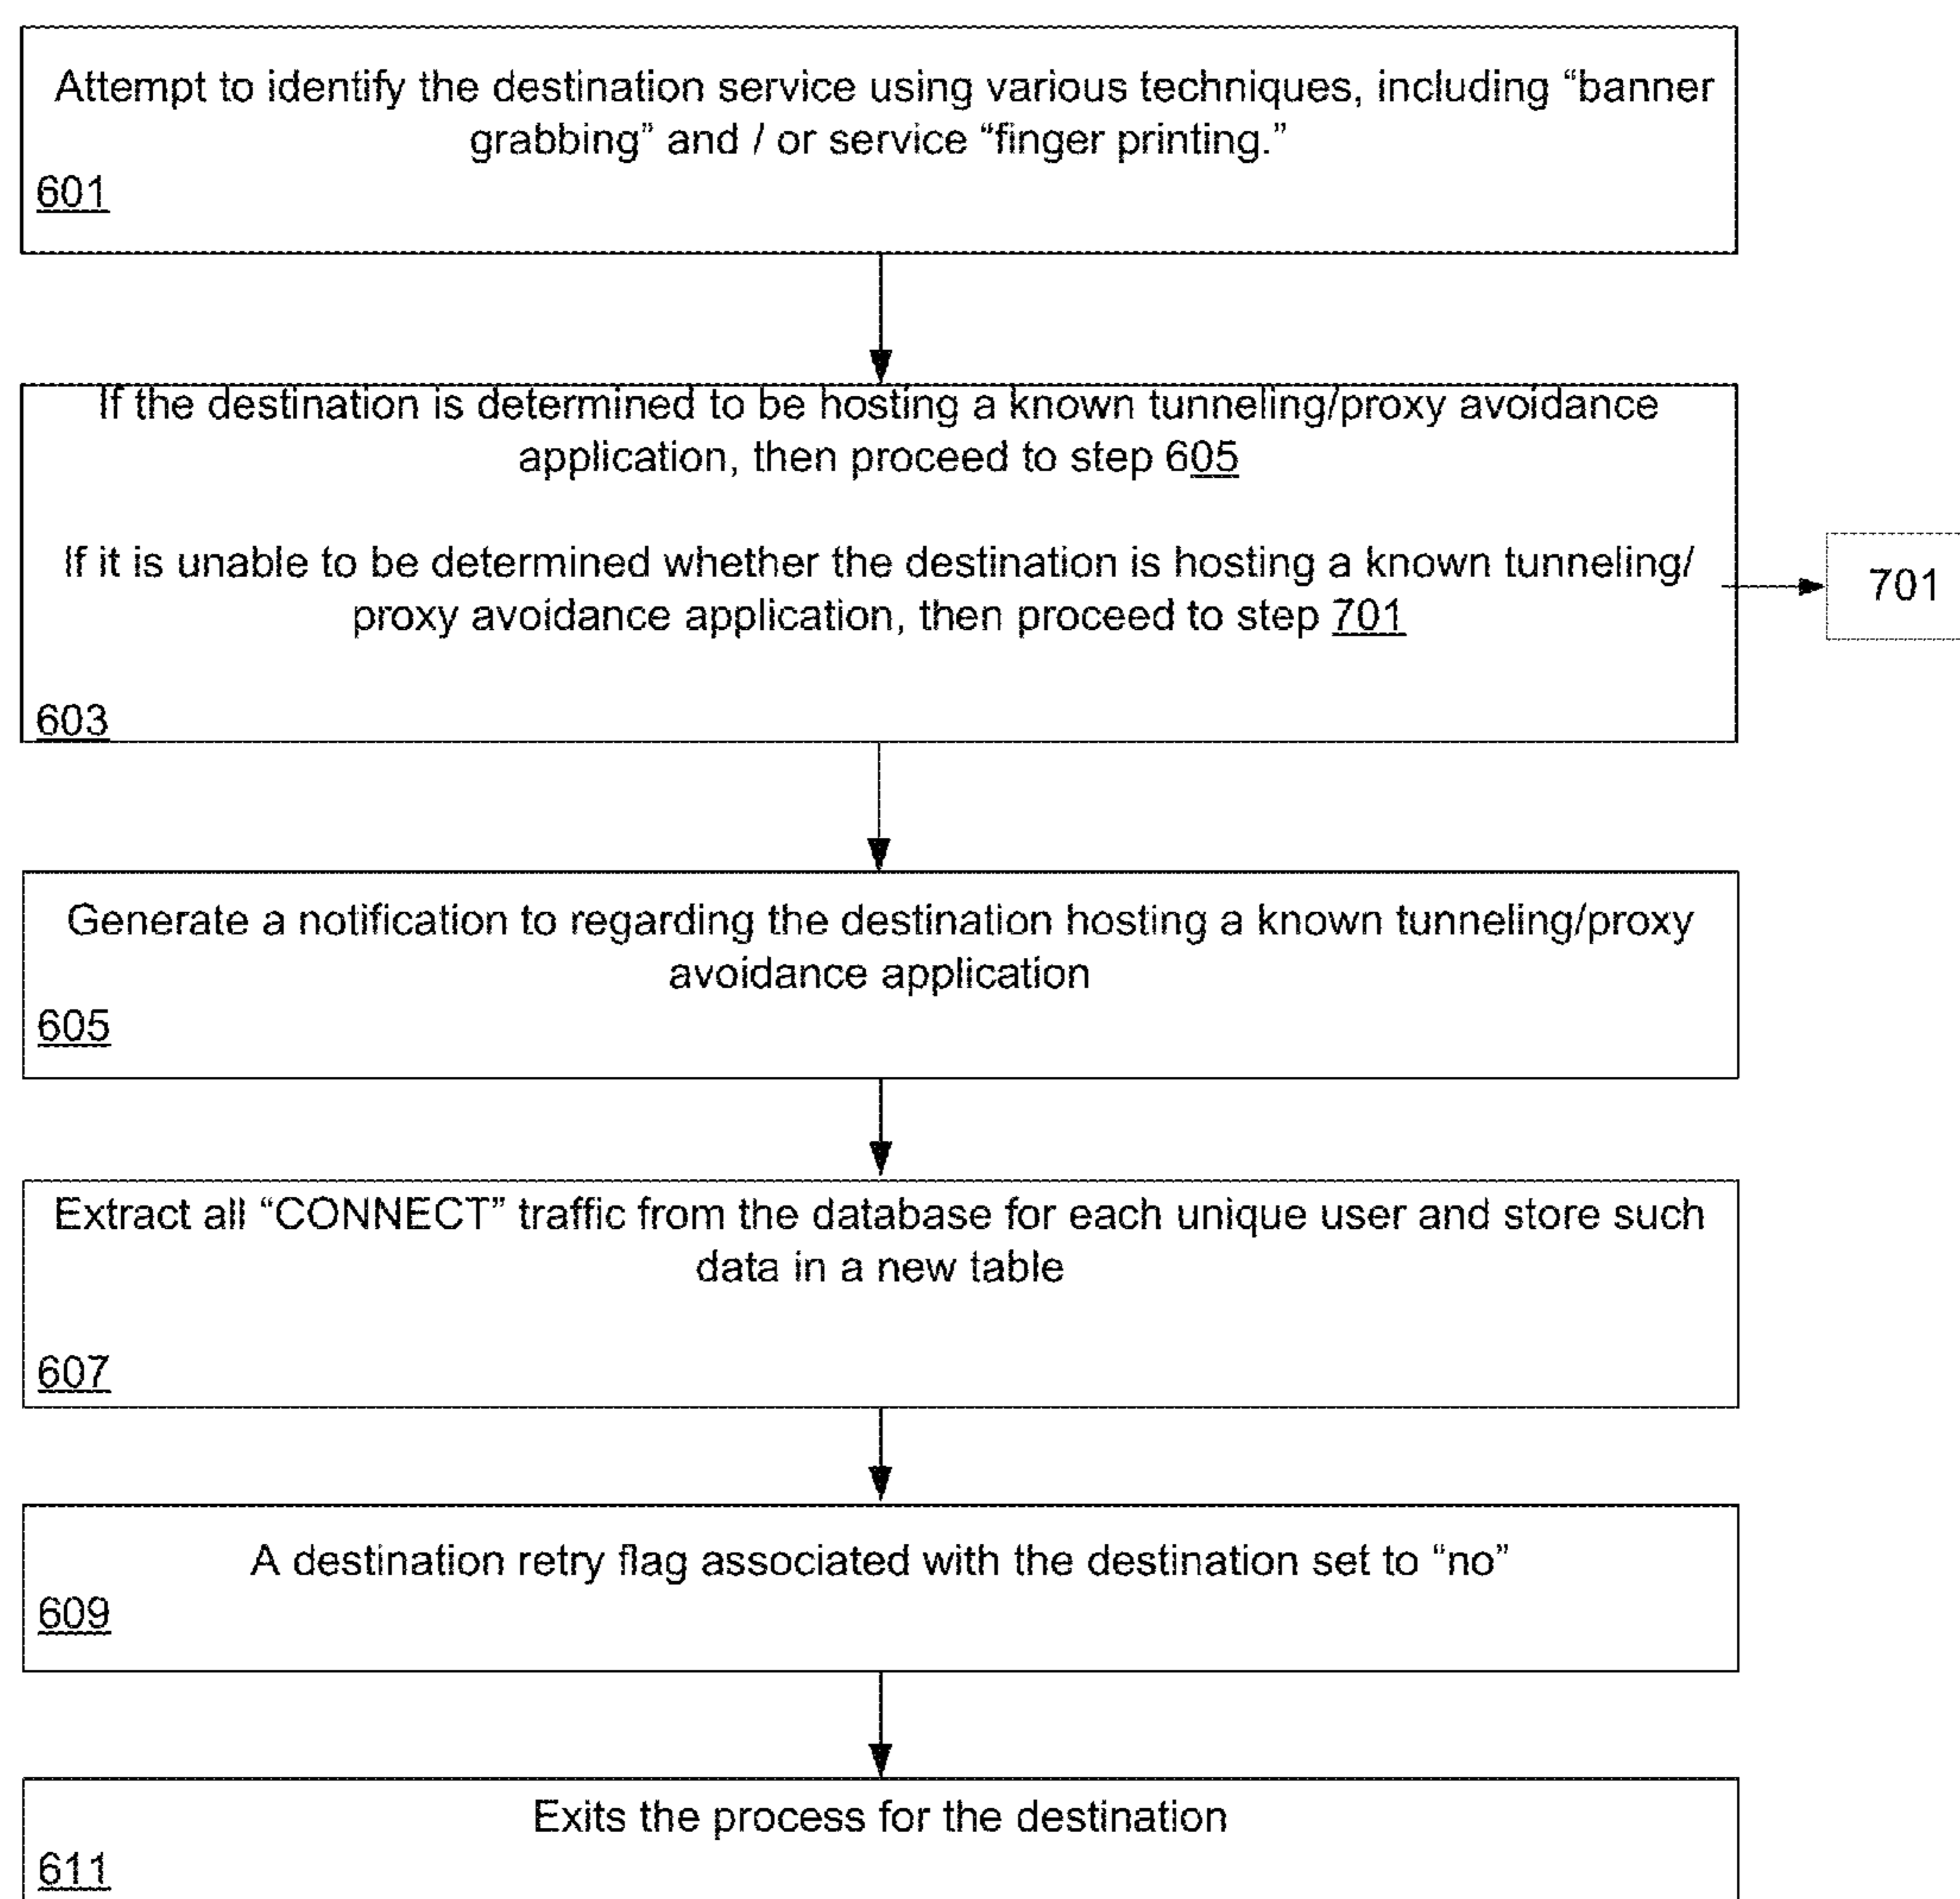 Attempt to identify the destination service using various techniques, including “banner
grabbing” and / or service “finger printing.”
601
If the destination is determined to be hosting a known tunneling/proxy avoidance
application, then proceed to step 605
If it is unable to be determined whether the destination is hosting a known tunneling/
proxy avoidance application, then proceed to step 701
701
603
Generate a notification to regarding the destination hosting a known tunneling/proxy
avoidance application
605
Extract all “CONNECT” traffic from the database for each unique user and store such
data in a new table
607
A destination retry flag associated with the destination set to “no”
609
Exits the process for the destination
611